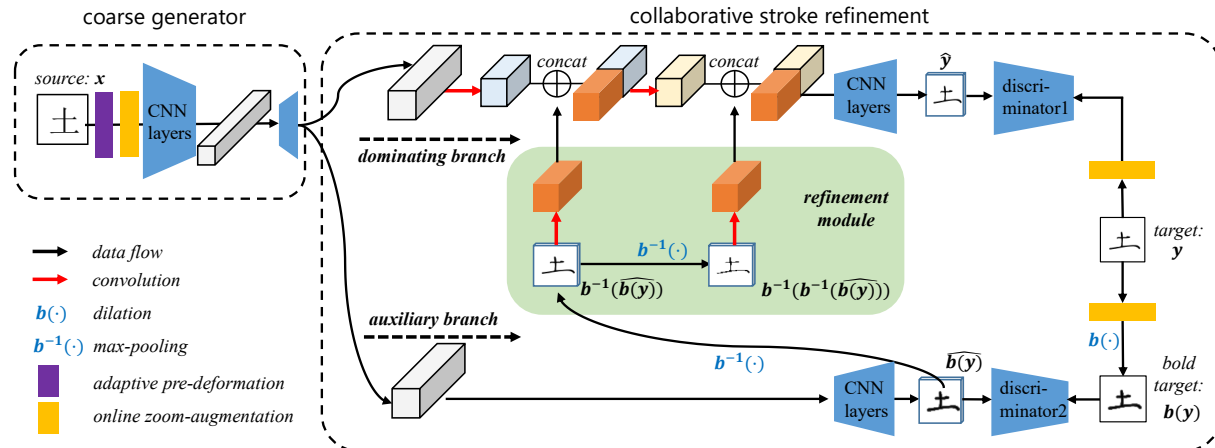 coarse generator
collaborative stroke refinement
source: x
土
CNN
layers
concat
concat
ŷ
土
CNN
layers
discri-
minator1
dominating branch
refinement
module
土
b⁻¹(·)
土
b⁻¹(b͡(y))
b⁻¹(b⁻¹(b͡(y)))
土
target:
y
data flow
convolution
b(·) dilation
b⁻¹(·) max-pooling
adaptive pre-deformation
online zoom-augmentation
auxiliary branch
b⁻¹(·)
b͡(y)
CNN
layers
土
discri-
minator2
b(·)
土
bold
target:
b(y)